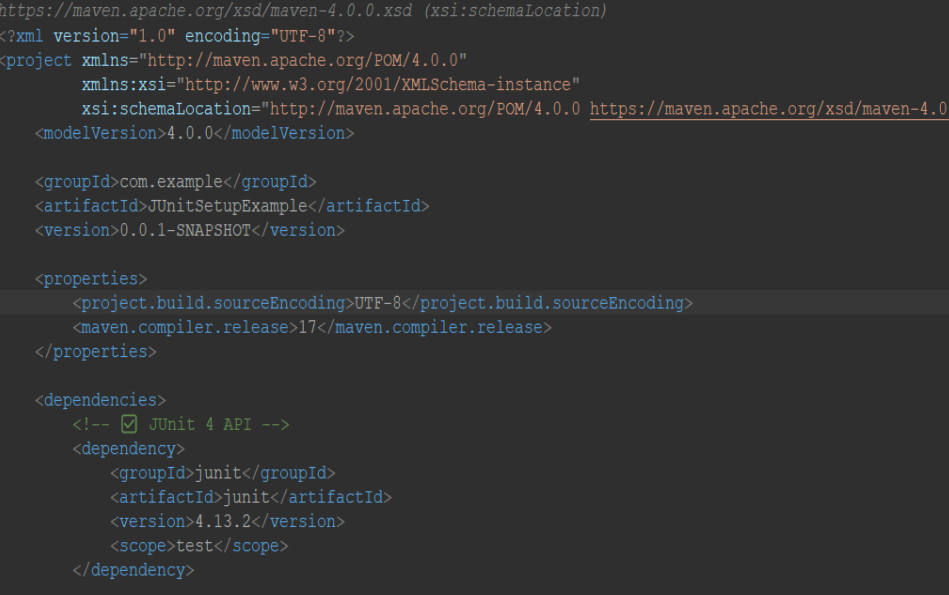 https://maven.apache.org/xsd/maven-4.0.0.xsd (xsi:schemaLocation)
<?xml version="1.0" encoding="UTF-8"?>
<project xmlns="http://maven.apache.org/POM/4.0.0"
xmlns:xsi="http://www.w3.org/2001/XMLSchema-instance"
xsi:schemaLocation="http://maven.apache.org/POM/4.0.0 https://maven.apache.org/xsd/maven-4.0
<modelVersion>4.0.0</modelVersion>
<groupId>com.example</groupId>
<artifactId>JUnitSetupExample</artifactId>
<version>0.0.1-SNAPSHOT</version>
<properties>
<project.build.sourceEncoding>UTF-8</project.build.sourceEncoding>
<maven.compiler.release>17</maven.compiler.release>
</properties>
<dependencies>
<!-- ☑ JUnit 4 API -->
<dependency>
<groupId>junit</groupId>
<artifactId>junit</artifactId>
<version>4.13.2</version>
<scope>test</scope>
</dependency>